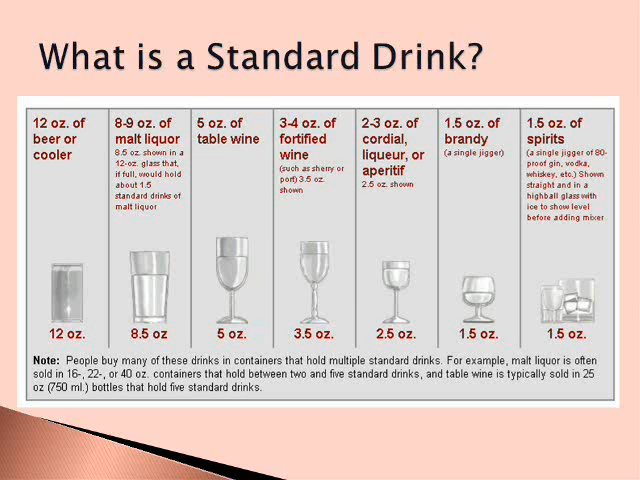 What is a Standard Drink?
12 oz. of
beer or
cooler
8-9 oz. of
malt liquor
8.5 oz. shown in a
12-oz. glass that,
if full, would hold
about 1.5
standard drinks of
malt liquor
5 oz. of
table wine
3-4 oz. of
fortified
wine
(such as sherry or
port) 3.5 oz.
shown
2-3 oz. of
cordial,
liqueur, or
aperitif
2.5 oz. shown
1.5 oz. of
brandy
(a single jigger)
1.5 oz. of
spirits
(a single jigger of 80-
proof gin, vodka,
whiskey, etc.) Shown
straight and in a
highball glass with
ice to show level
before adding mixer
12 oz.
8.5 oz
5 oz.
3.5 oz.
2.5 oz.
1.5 oz.
1.5 oz.
Note: People buy many of these drinks in containers that hold multiple standard drinks. For example, malt liquor is often
sold in 16-, 22-, or 40 oz. containers that hold between two and five standard drinks, and table wine is typically sold in 25
oz (750 ml.) bottles that hold five standard drinks.